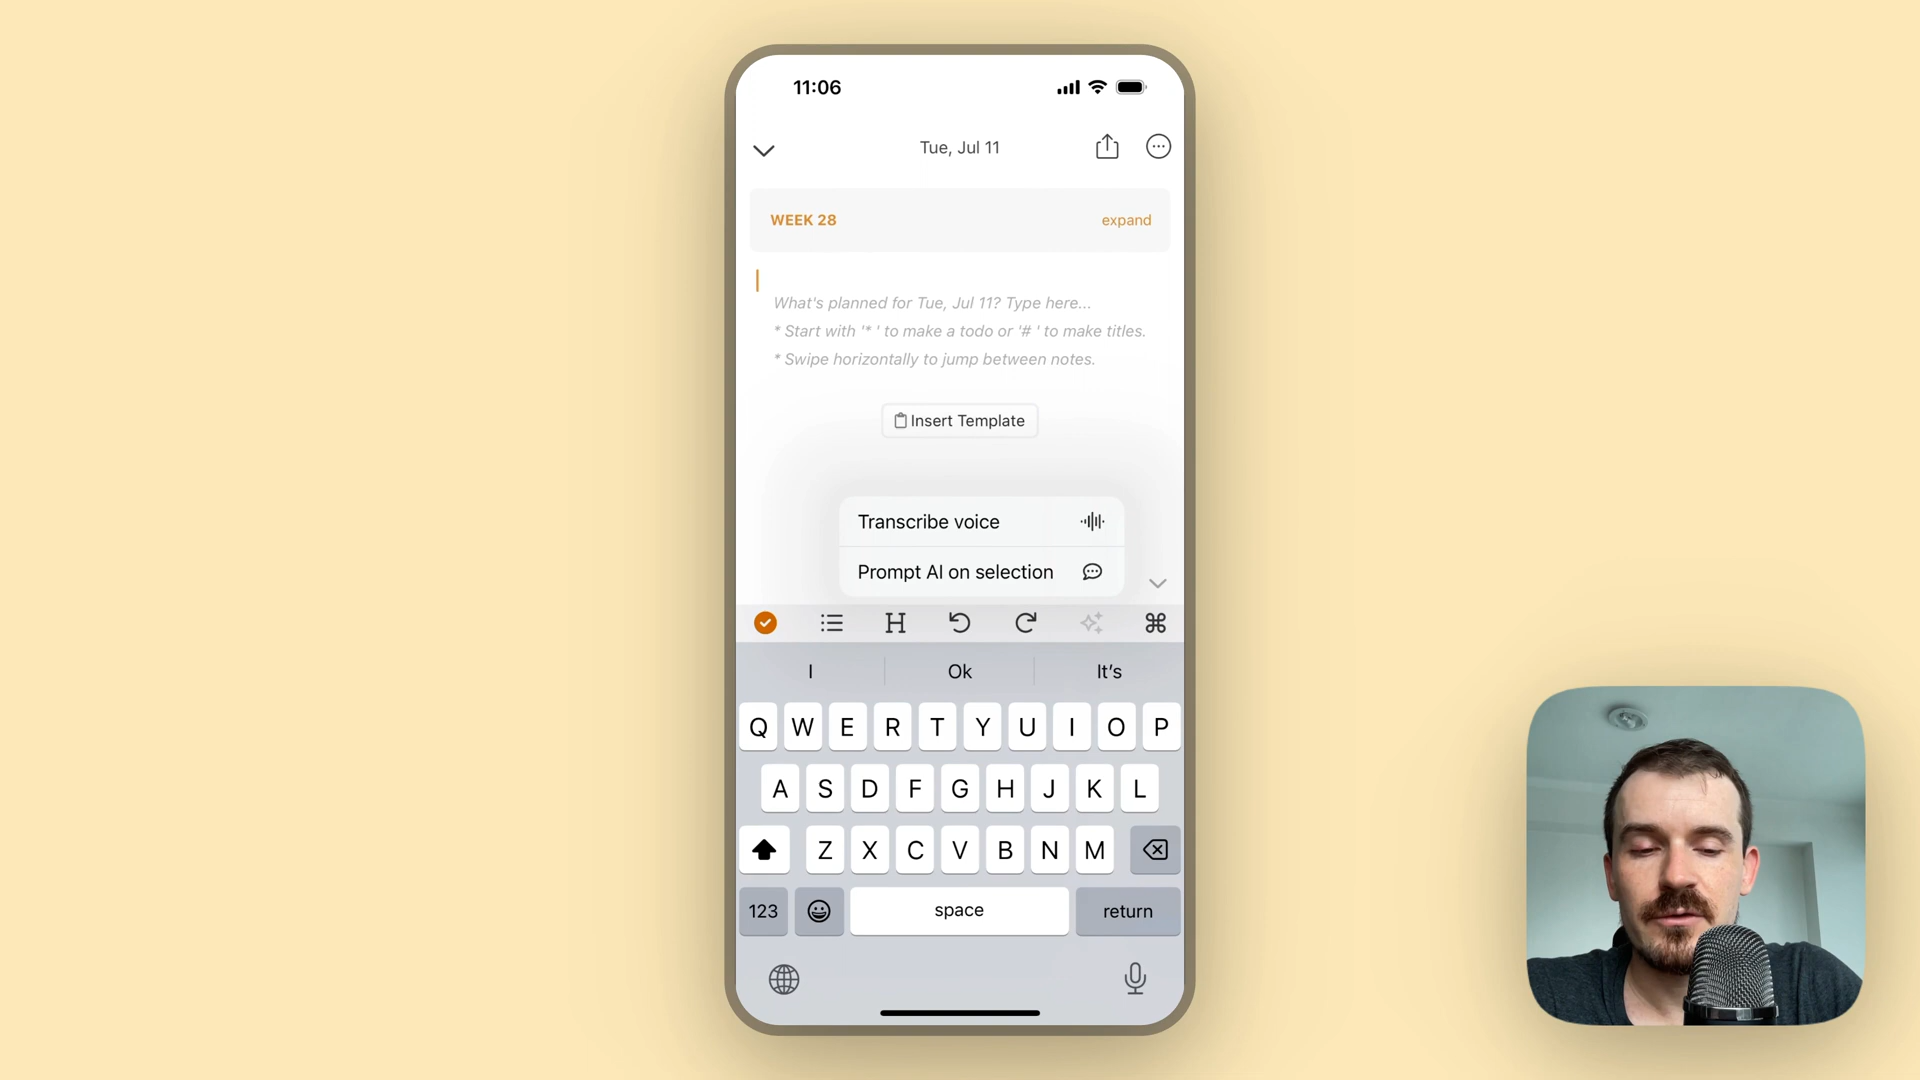 11:06
Tue, Jul 11
WEEK 28
expand
What's planned for Tue, Jul 11? Type here...
* Start with '* ' to make a todo or '# ' to make titles.
* Swipe horizontally to jump between notes.
Insert Template
Transcribe voice
Prompt AI on selection
I Ok It's
Q W E R T Y U I O P
A S D F G H J K L
Z X C V B N M
123 space return